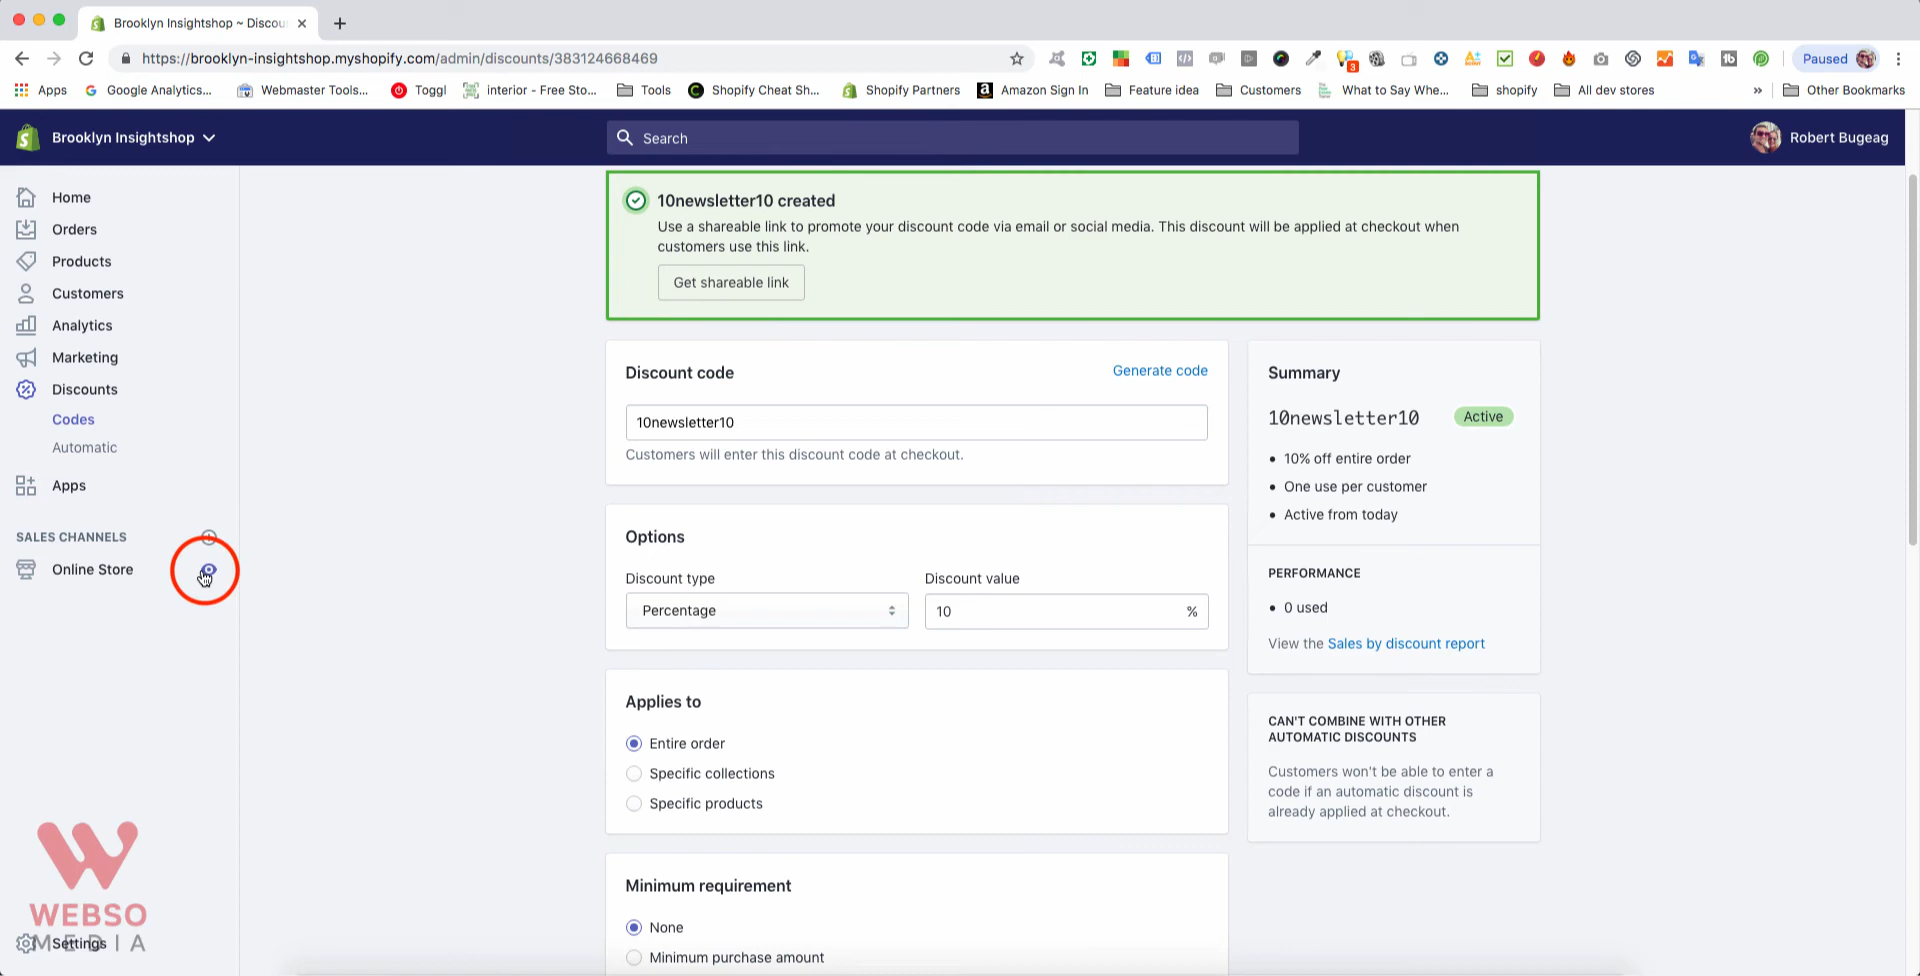 Brooklyn Insightshop ~ Discou
https://brooklyn-insightshop.myshopify.com/admin/discounts/383124668469
3
Paused
Apps
Google Analytics...
Webmaster Tools...
Toggl
interior - Free Sto...
Tools
Shopify Cheat Sh...
Shopify Partners
Amazon Sign In
Feature idea
Customers
What to Say Whe...
shopify
All dev stores
»
Other Bookmarks
Brooklyn Insightshop
Search
Robert Bugeag
Home
Orders
Products
Customers
Analytics
Marketing
Discounts
Codes
Automatic
Apps
SALES CHANNELS
Online Store
WEBSO
MEDIA
Settings
10newsletter10 created
Use a shareable link to promote your discount code via email or social media. This discount will be applied at checkout when
customers use this link.
Get shareable link
Discount code
Generate code
10newsletter10
Customers will enter this discount code at checkout.
Options
Discount type
Discount value
Percentage
10
%
Applies to
Entire order
Specific collections
Specific products
Minimum requirement
None
Minimum purchase amount
Summary
10newsletter10
Active
• 10% off entire order
• One use per customer
• Active from today
PERFORMANCE
• 0 used
View the Sales by discount report
CAN'T COMBINE WITH OTHER
AUTOMATIC DISCOUNTS
Customers won't be able to enter a
code if an automatic discount is
already applied at checkout.